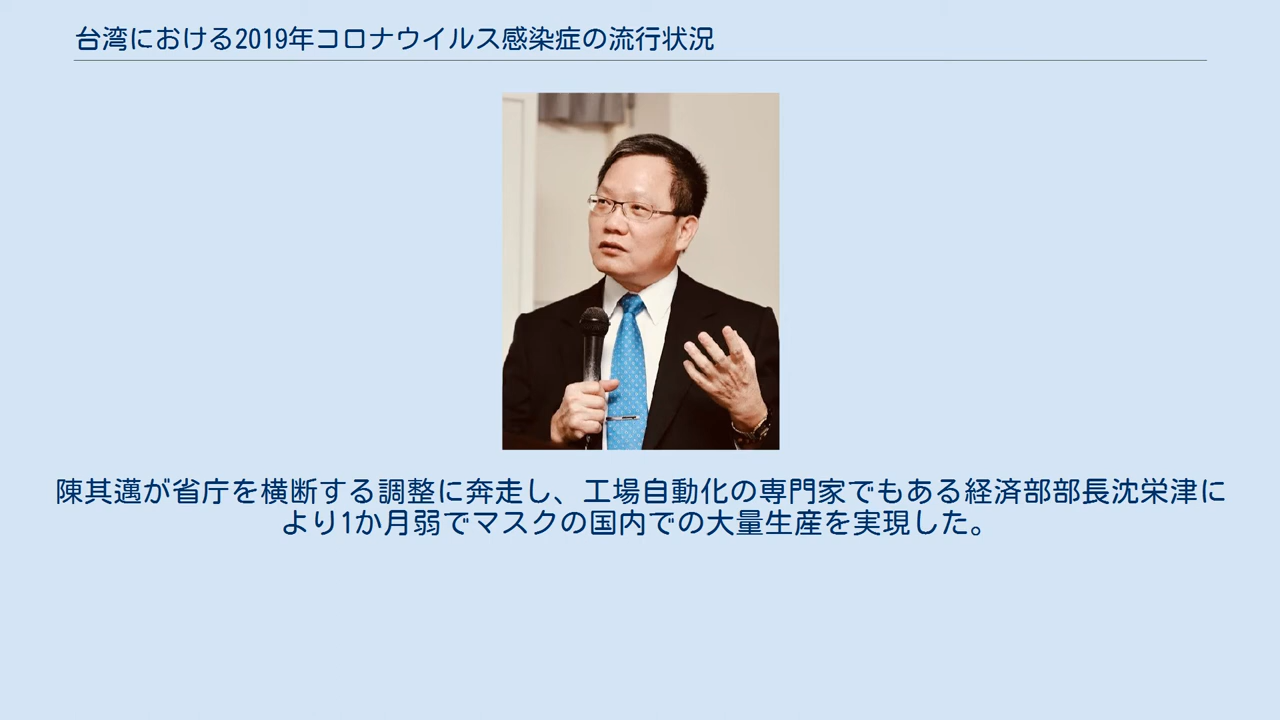 台湾における2019年コロナウイルス感染症の流行状況
陳其邁が省庁を横断する調整に奔走し、工場自動化の専門家でもある経済部部長沈栄津に
より1か月弱でマスクの国内での大量生産を実現した。